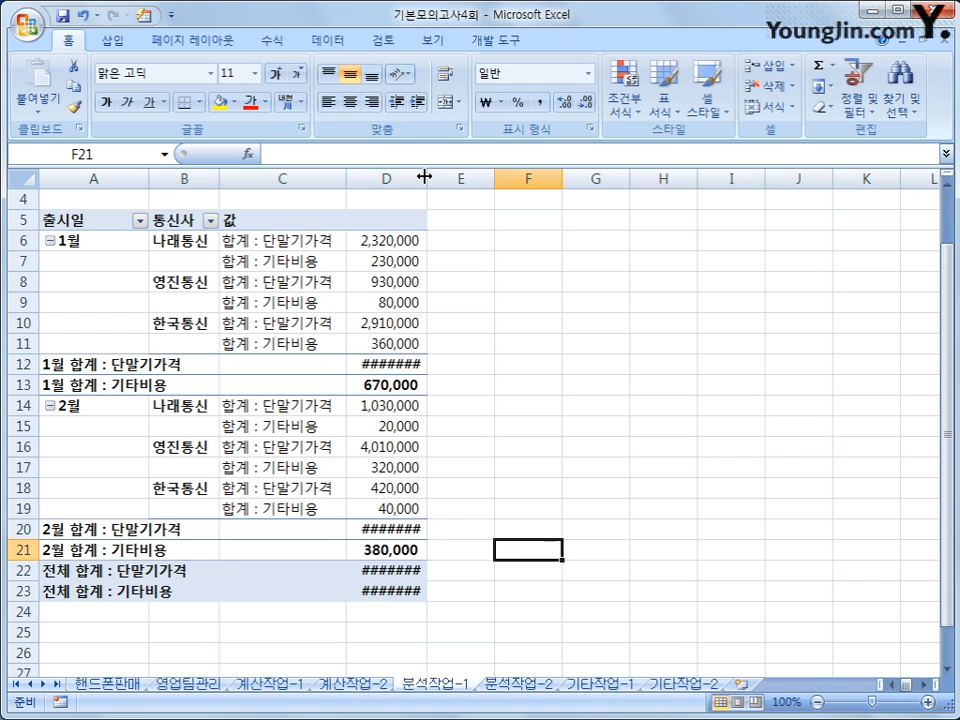 기본모의고사4회 - Microsoft Excel
YoungJin.com Y.
홈 삽입 페이지 레이아웃 수식 데이터 검토 보기 개발 도구
붙여넣기
맑은 고딕 11
가 가
가 가 가 가
일반
₩ % ,
조건부 서식
표 서식
셀 스타일
삽입
삭제
서식
Σ
정렬 및 필터
찾기 및 선택
클립보드 글꼴 맞춤 표시 형식 스타일 셀 편집
F21 fx
A B C D E F G H I J K L
4
5 출시일 통신사 값
6 1월 나래통신 합계 : 단말기가격 2,320,000
7 합계 : 기타비용 230,000
8 영진통신 합계 : 단말기가격 930,000
9 합계 : 기타비용 80,000
10 한국통신 합계 : 단말기가격 2,910,000
11 합계 : 기타비용 360,000
12 1월 합계 : 단말기가격 #######
13 1월 합계 : 기타비용 670,000
14 2월 나래통신 합계 : 단말기가격 1,030,000
15 합계 : 기타비용 20,000
16 영진통신 합계 : 단말기가격 4,010,000
17 합계 : 기타비용 320,000
18 한국통신 합계 : 단말기가격 420,000
19 합계 : 기타비용 40,000
20 2월 합계 : 단말기가격 #######
21 2월 합계 : 기타비용 380,000
22 전체 합계 : 단말기가격 #######
23 전체 합계 : 기타비용 #######
24
25
26
27
핸드폰판매 영업팀관리 계산작업-1 계산작업-2 분석작업-1 분석작업-2 기타작업-1 기타작업-2
준비 100%